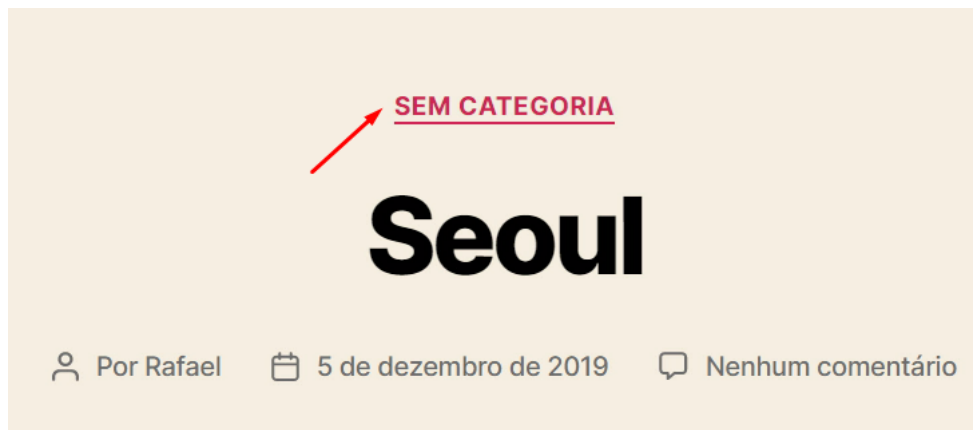 SEM CATEGORIA
Seoul
Por Rafael 5 de dezembro de 2019 Nenhum comentário